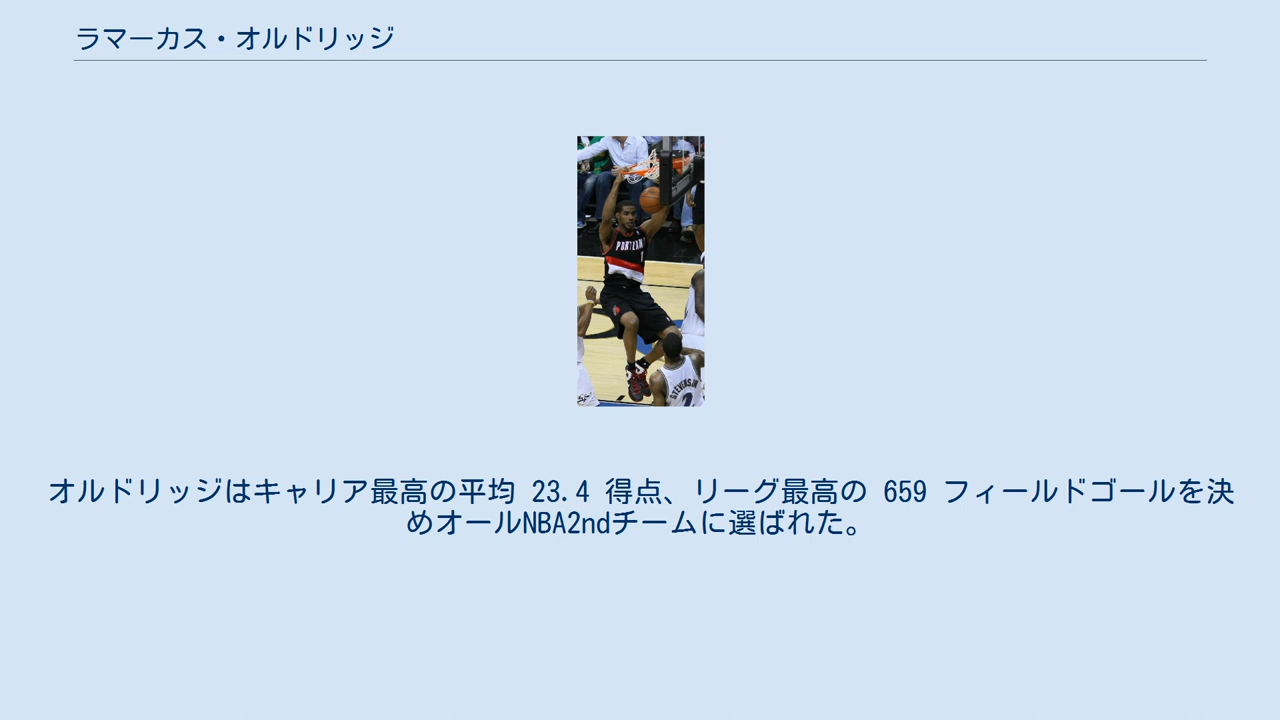 ラマーカス・オルドリッジ
PORTLAND
STEVENSON
2
オルドリッジはキャリア最高の平均 23.4 得点、リーグ最高の 659 フィールドゴールを決
めオールNBA2ndチームに選ばれた。